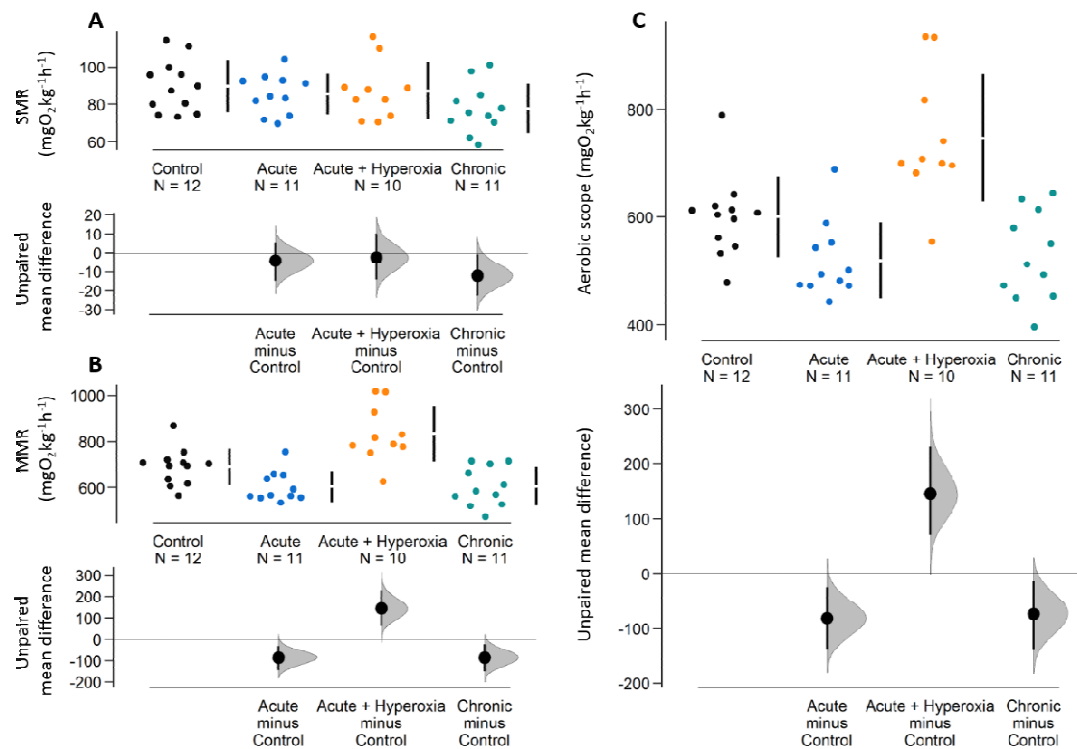 A
SMR
(mgO₂kg⁻¹h⁻¹)
100
80
60
Control
N = 12
Acute
N = 11
Acute + Hyperoxia
N = 10
Chronic
N = 11
Unpaired
mean difference
20
10
0
-10
-20
-30
Acute
minus
Control
Acute + Hyperoxia
minus
Control
Chronic
minus
Control
B
MMR
(mgO₂kg⁻¹h⁻¹)
1000
800
600
Control
N = 12
Acute
N = 11
Acute + Hyperoxia
N = 10
Chronic
N = 11
Unpaired
mean difference
300
200
100
0
-100
-200
Acute
minus
Control
Acute + Hyperoxia
minus
Control
Chronic
minus
Control
C
Aerobic scope (mgO₂kg⁻¹h⁻¹)
800
600
400
Control
N = 12
Acute
N = 11
Acute + Hyperoxia
N = 10
Chronic
N = 11
Unpaired mean difference)
300
200
100
0
-100
-200
Acute
minus
Control
Acute + Hyperoxia
minus
Control
Chronic
minus
Control